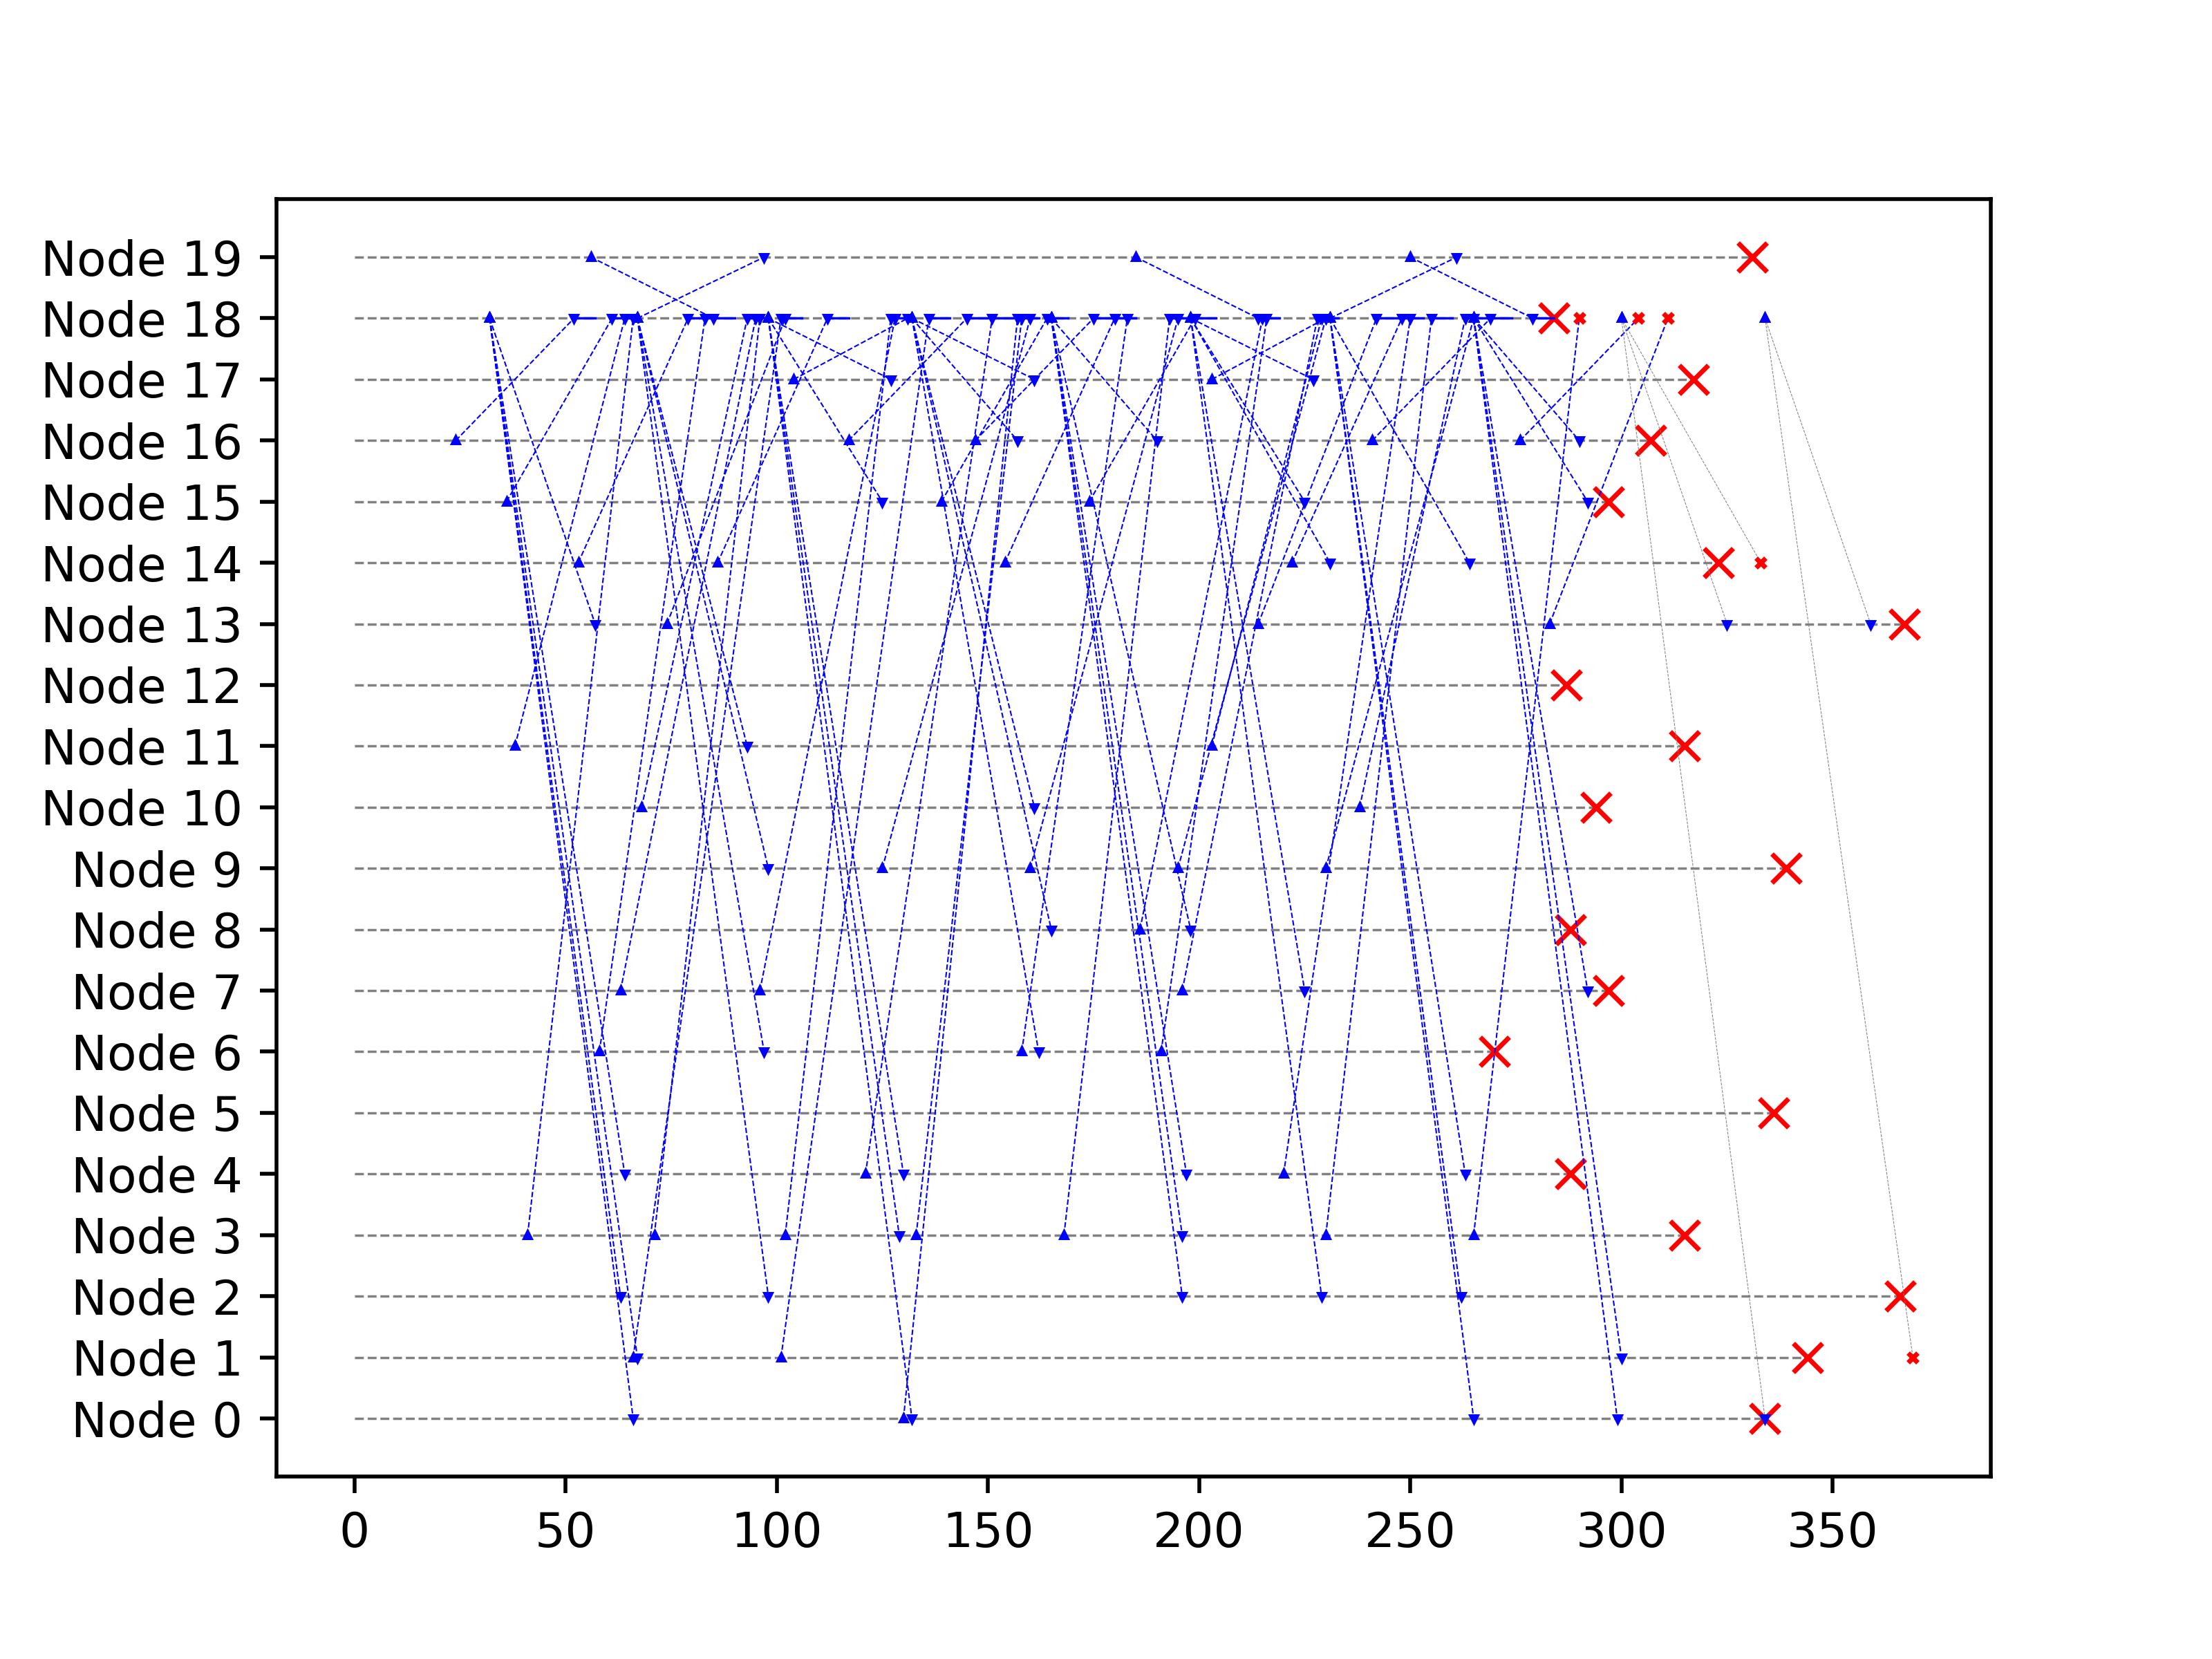 Node 19
Node 18
Node 17
Node 16
Node 15
Node 14
Node 13
Node 12
Node 11
Node 10
Node 9
Node 8
Node 7
Node 6
Node 5
Node 4
Node 3
Node 2
Node 1
Node 0
0 50 100 150 200 250 300 350